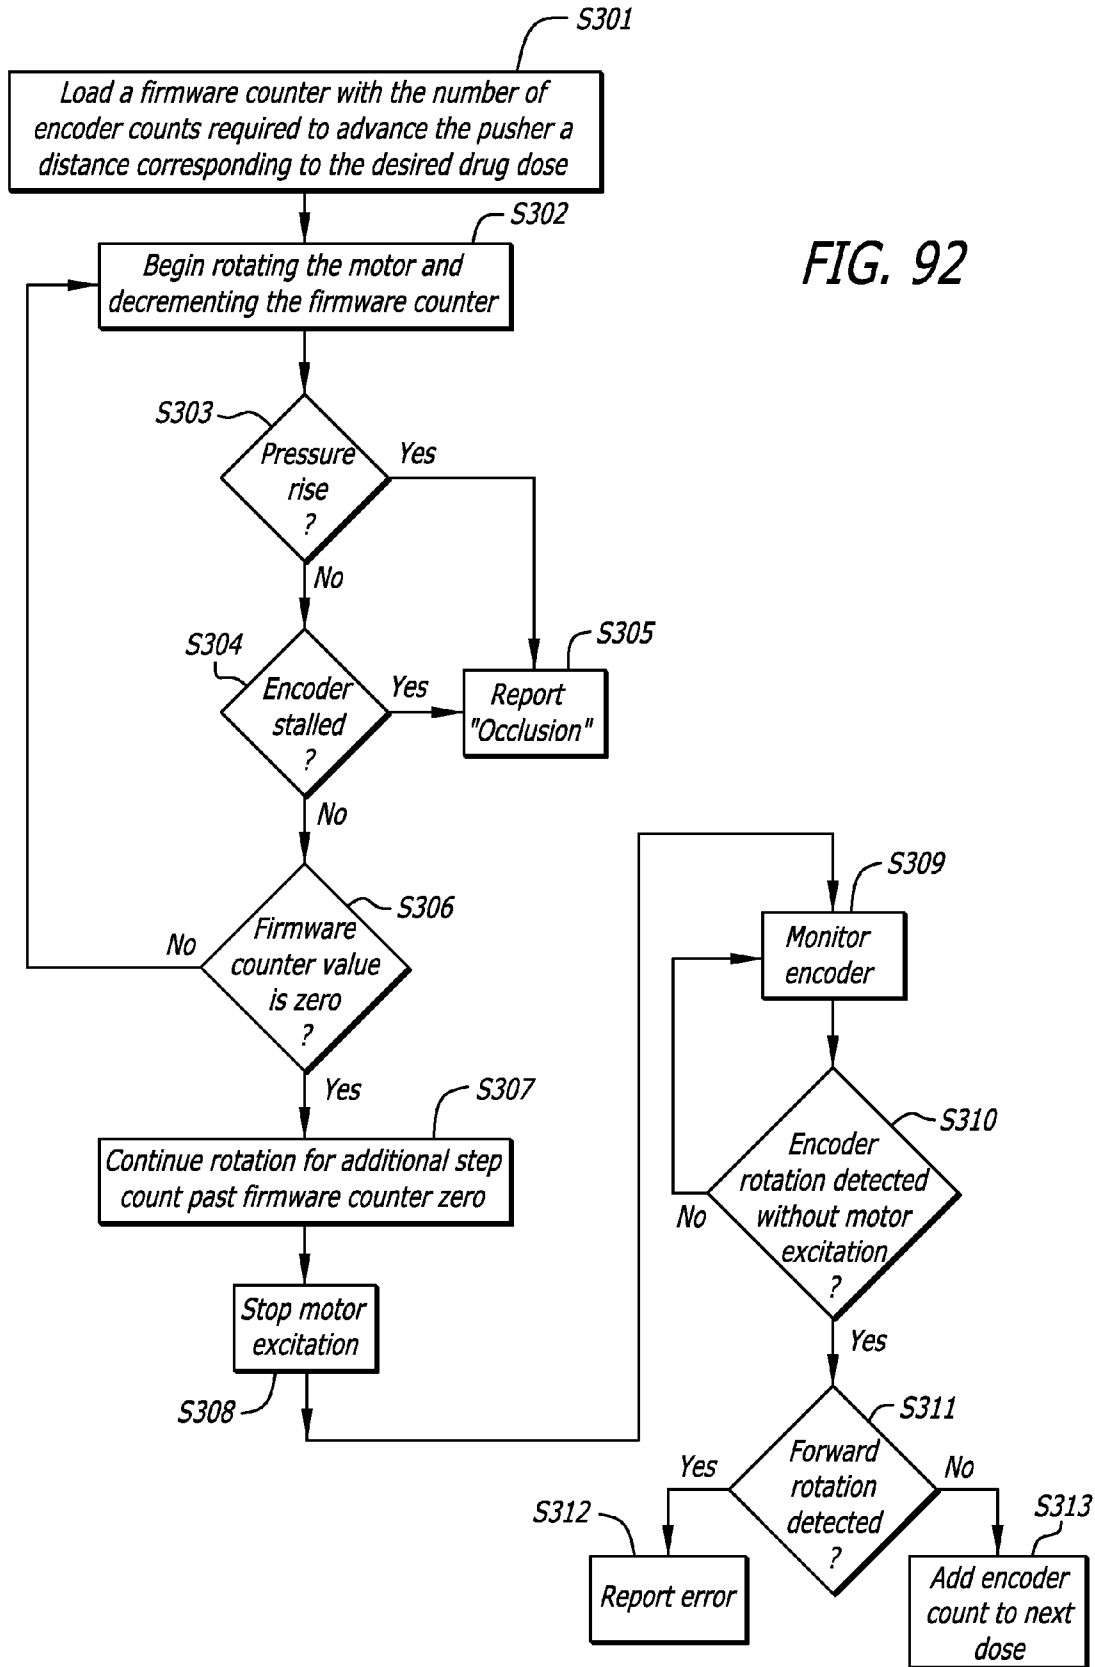 S301
Load a firmware counter with the number of
encoder counts required to advance the pusher a
distance corresponding to the desired drug dose
S302
Begin rotating the motor and
decrementing the firmware counter
FIG. 92
S303
Pressure
rise
?
Yes
No
S304
Encoder
stalled
?
Yes
S305
Report
"Occlusion"
No
S306
Firmware
counter value
is zero
?
No
Yes
S307
Continue rotation for additional step
count past firmware counter zero
Stop motor
excitation
S308
S309
Monitor
encoder
S310
Encoder
rotation detected
without motor
excitation
?
No
Yes
S311
Forward
rotation
detected
?
Yes
No
S312
Report error
S313
Add encoder
count to next
dose